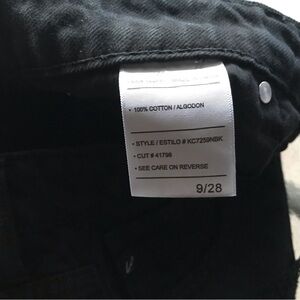 • 100% COTTON / ALGODON
• STYLE / ESTILO # KC7259NBK
• CUT # 41798
• SEE CARE ON REVERSE
9/28